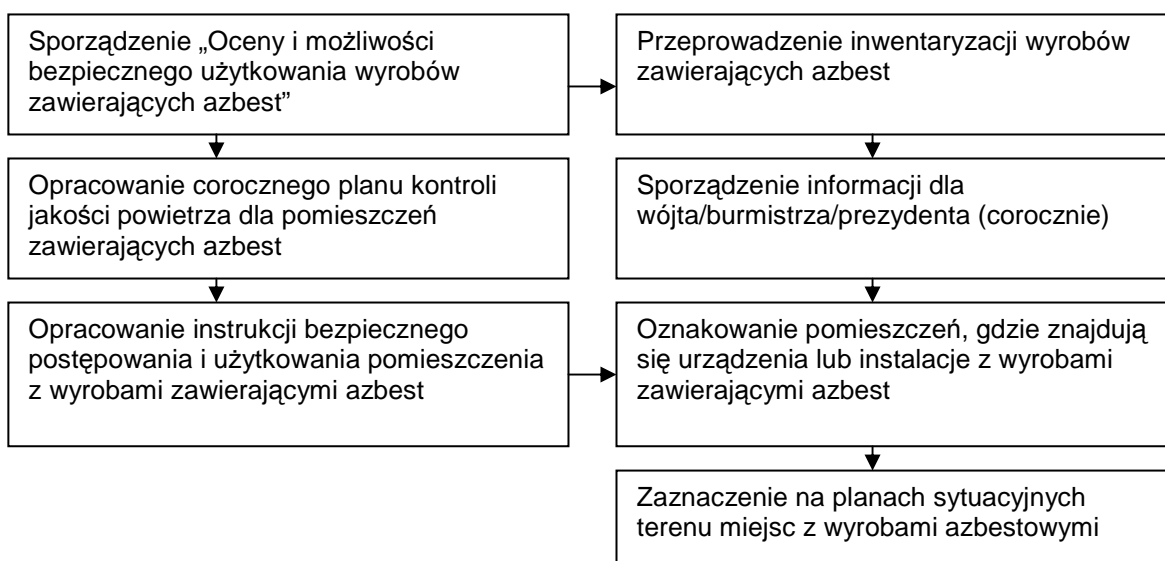 Sporządzenie „Oceny i możliwości
bezpiecznego użytkowania wyrobów
zawierających azbest”
Przeprowadzenie inwentaryzacji wyrobów
zawierających azbest
Opracowanie corocznego planu kontroli
jakości powietrza dla pomieszczeń
zawierających azbest
Sporządzenie informacji dla
wójta/burmistrza/prezydenta (corocznie)
Opracowanie instrukcji bezpiecznego
postępowania i użytkowania pomieszczenia
z wyrobami zawierającymi azbest
Oznakowanie pomieszczeń, gdzie znajdują
się urządzenia lub instalacje z wyrobami
zawierającymi azbest
Zaznaczenie na planach sytuacyjnych
terenu miejsc z wyrobami azbestowymi